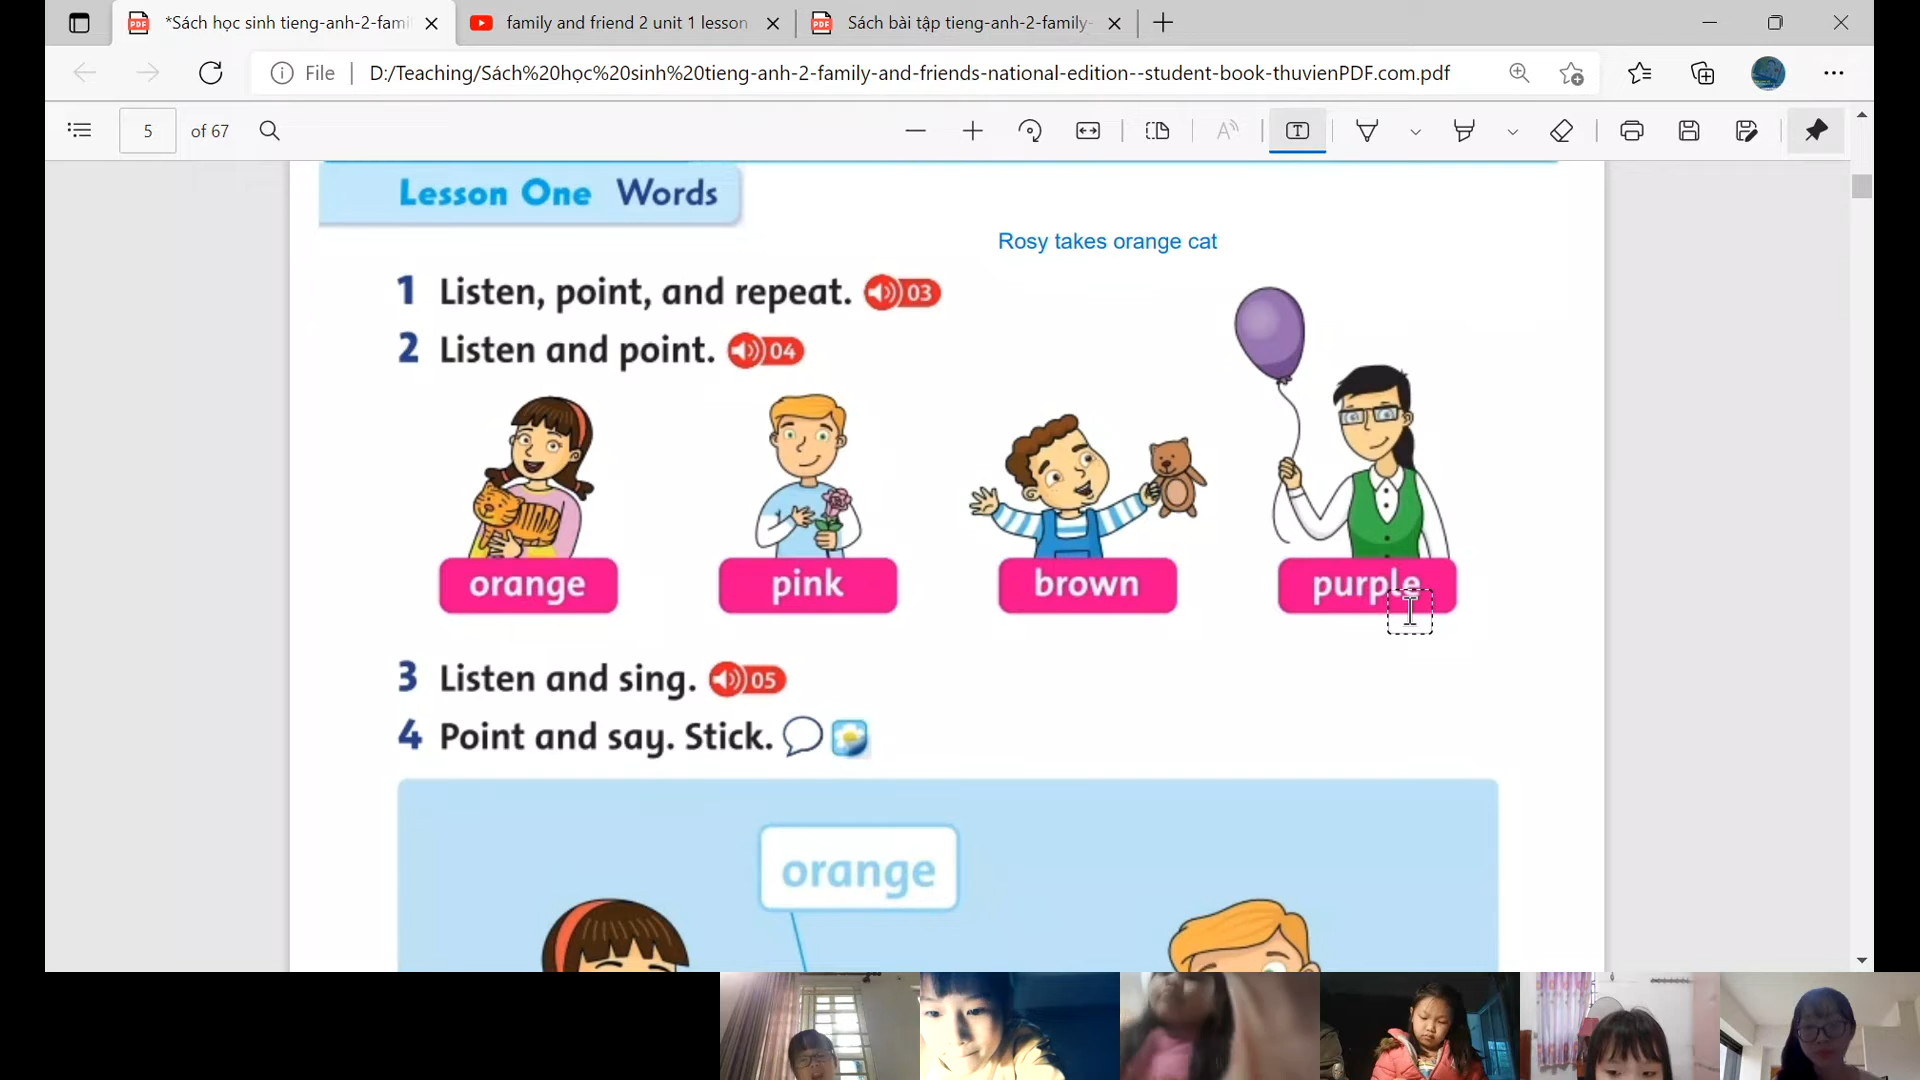 *Sách học sinh tieng-anh-2-fami
family and friend 2 unit 1 lesson
Sách bài tập tieng-anh-2-family-
File
D:/Teaching/Sách%20học%20sinh%20tieng-anh-2-family-and-friends-national-edition--student-book-thuvienPDF.com.pdf
5 of 67
Lesson One Words
Rosy takes orange cat
1 Listen, point, and repeat. 03
2 Listen and point. 04
orange
pink
brown
purple
3 Listen and sing. 05
4 Point and say. Stick.
orange